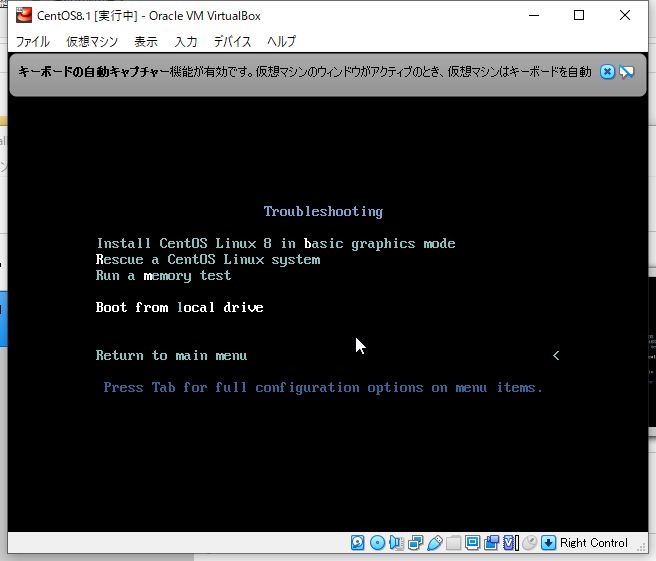 CentOS8.1 [実行中] - Oracle VM VirtualBox
ファイル 仮想マシン 表示 入力 デバイス ヘルプ
キーボードの自動キャプチャー機能が有効です。仮想マシンのウィンドウがアクティブのとき、仮想マシンはキーボードを自動
Troubleshooting
Install CentOS Linux 8 in basic graphics mode
Rescue a CentOS Linux system
Run a memory test
Boot from local drive
Return to main menu <
Press Tab for full configuration options on menu items.
Right Control